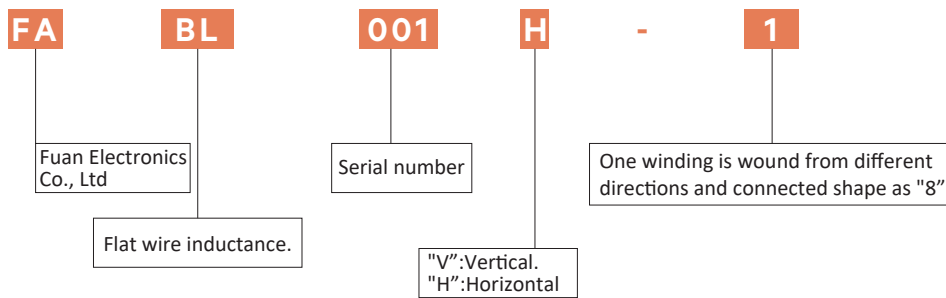 FA BL 001 H - 1
Fuan Electronics
Co., Ltd
Serial number
One winding is wound from different
directions and connected shape as "8”
Flat wire inductance.
"V”:Vertical.
"H”:Horizontal